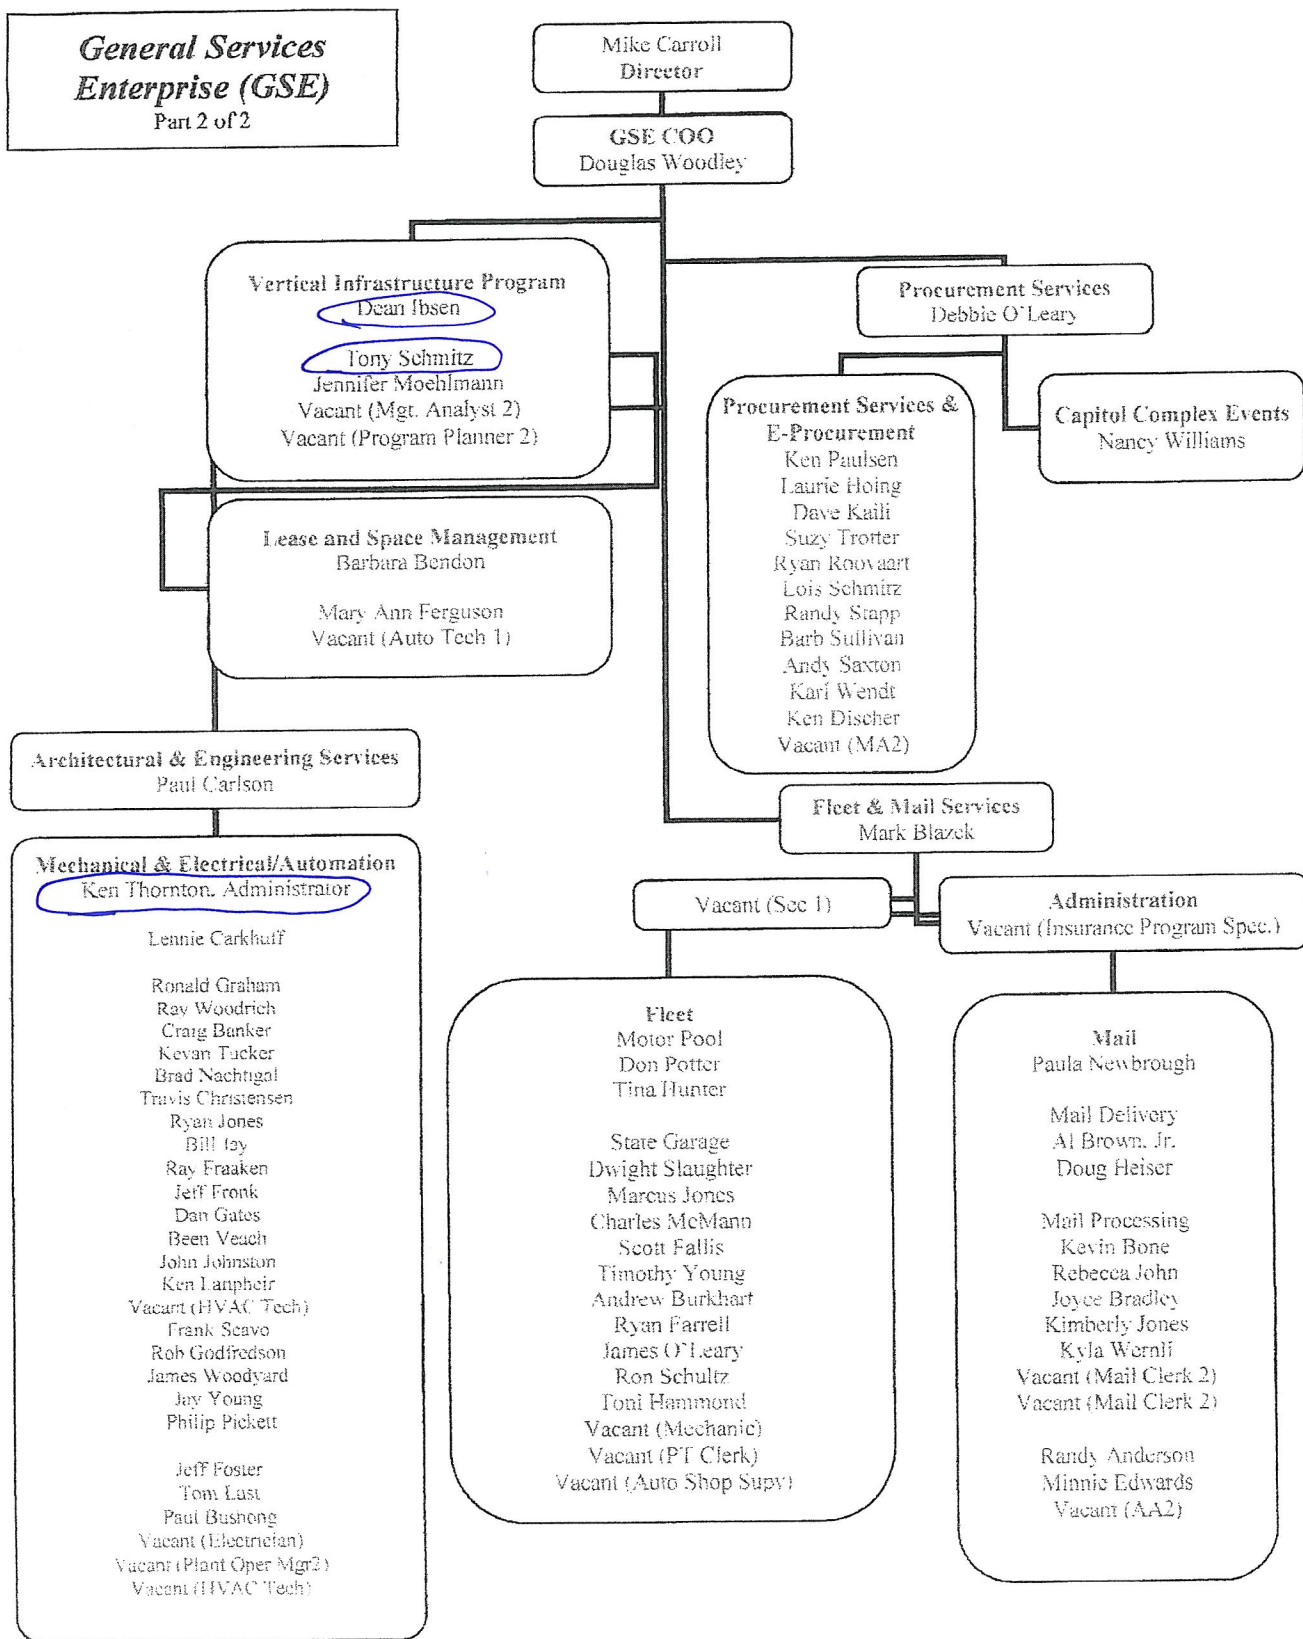 General Services
Enterprise (GSE)
Part 2 of 2
Mike Carroll
Director
GSE COO
Douglas Woodley
Vertical Infrastructure Program
Dean Ibsen
Tony Schmitz
Jennifer Moehlmann
Vacant (Mgt. Analyst 2)
Vacant (Program Planner 2)
Procurement Services
Debbie O'Leary
Procurement Services &
E-Procurement
Ken Paulsen
Laurie Hoing
Dave Kaili
Suzy Trotter
Ryan Roovaart
Lois Schmitz
Randy Stapp
Barb Sullivan
Andy Saxton
Karl Wendt
Ken Discher
Vacant (MA2)
Capitol Complex Events
Nancy Williams
Lease and Space Management
Barbara Bendon
Mary Ann Ferguson
Vacant (Auto Tech 1)
Architectural & Engineering Services
Paul Carlson
Mechanical & Electrical/Automation
Ken Thornton, Administrator
Lennie Carkhuff
Ronald Graham
Ray Woodrich
Craig Banker
Kevan Tucker
Brad Nachtigal
Travis Christensen
Ryan Jones
Bill
Ray Fraaken
Jeff Fronk
Dan Gates
Been Veach
John Johnston
Ken Lanpheir
Vacant (HVAC Tech)
Frank Scavo
Rob Godfredson
James Woodyard
Jay Young
Philip Pickett
Jeff Foster
Tom Last
Paul Bushong
Vacant (Electrician)
Vacant (Plant Oper Mgr2)
Vacant (HVAC Tech)
Fleet & Mail Services
Mark Blazek
Vacant (Sec 1)
Administration
Vacant (Insurance Program Spec.)
Fleet
Motor Pool
Don Potter
Tina Hunter
State Garage
Dwight Slaughter
Marcus Jones
Charles McMann
Scott Fallis
Timothy Young
Andrew Burkhart
Ryan Farrell
James O'Leary
Ron Schultz
Toni Hammond
Vacant (Mechanic)
Vacant (PT Clerk)
Vacant (Auto Shop Supv)
Mail
Paula Newbrough
Mail Delivery
Al Brown, Jr.
Doug Heiser
Mail Processing
Kevin Bone
Rebecca John
Joyce Bradley
Kimberly Jones
Kyla Wernli
Vacant (Mail Clerk 2)
Vacant (Mail Clerk 2)
Randy Anderson
Minnie Edwards
Vacant (AA2)